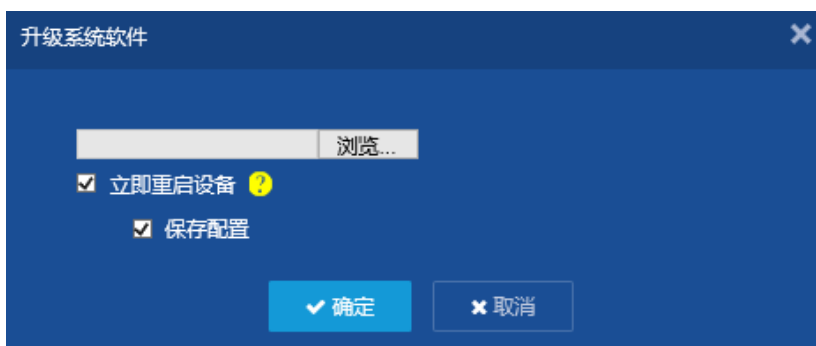 升级系统软件
浏览...
立即重启设备 ?
保存配置
确定 取消